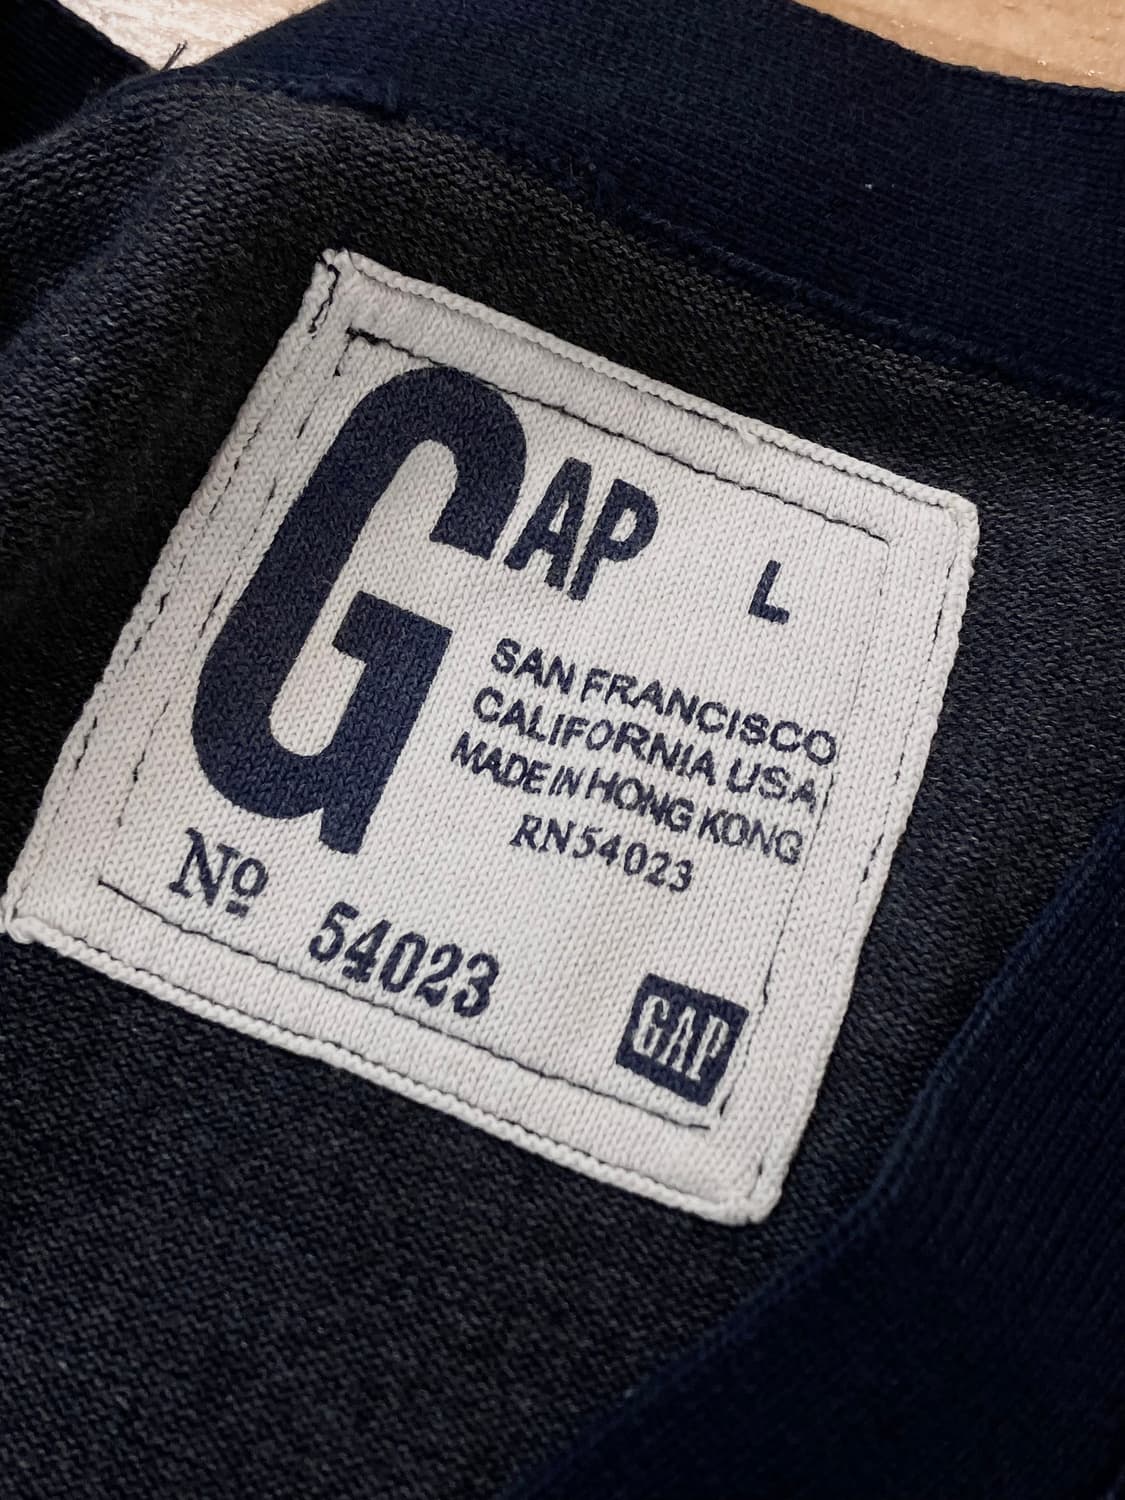 GAP L
SAN FRANCISCO
CALIFORNIA USA
MADE IN HONG KONG
RN54023
Nº 54023
GAP